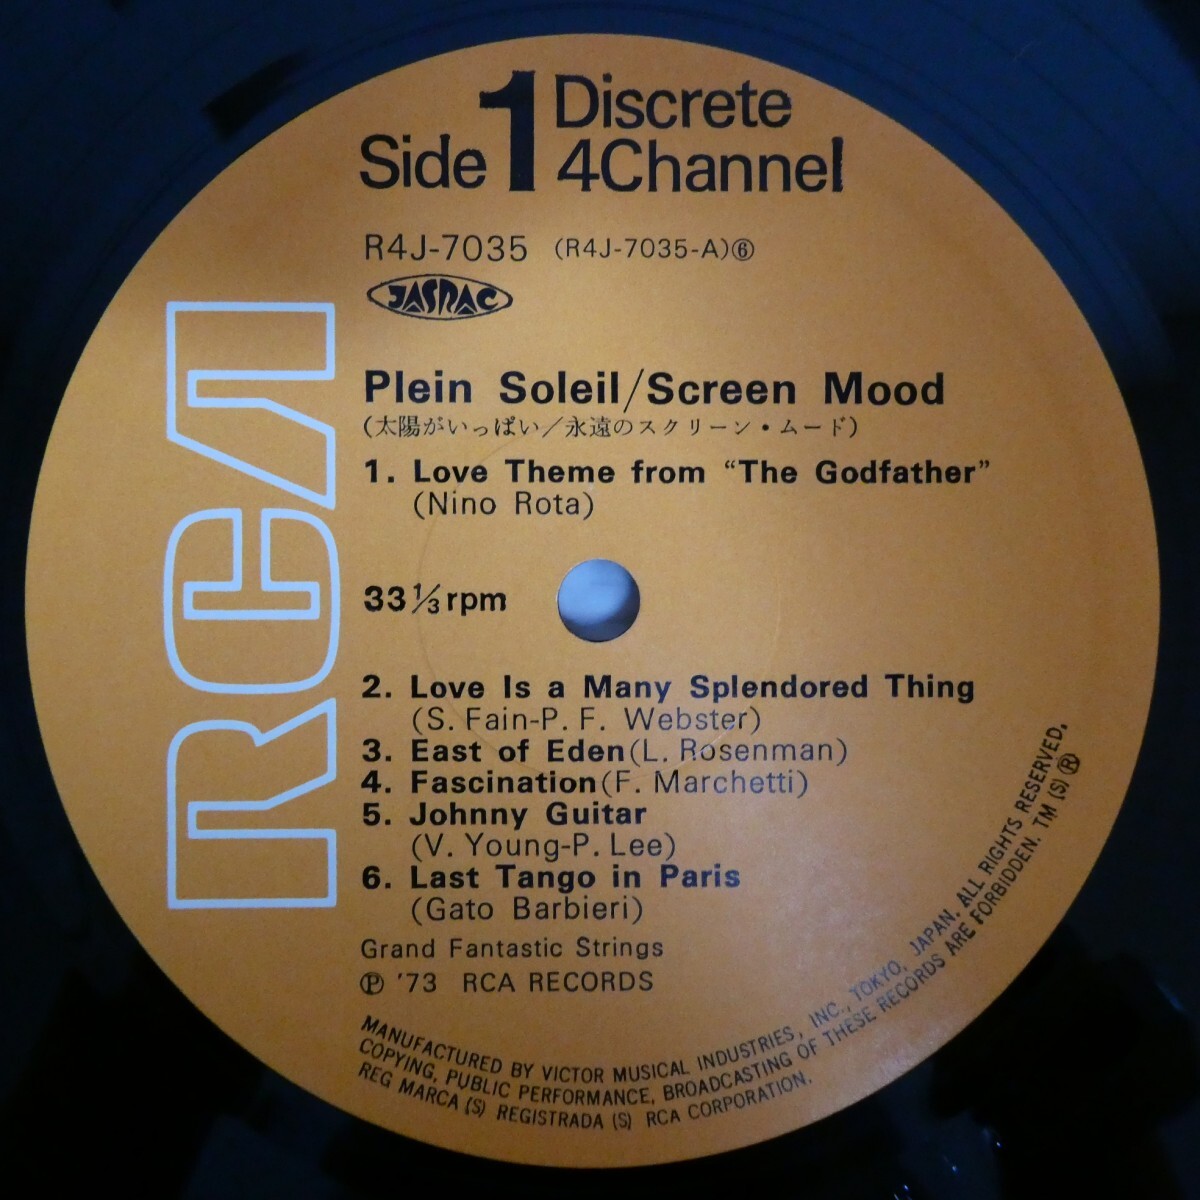 Side 1 Discrete
4Channel
R4J-7035 (R4J-7035-A)⑥
JASRAC
RCA
Plein Soleil/Screen Mood
(太陽がいっぱい/永遠のスクリーン・ムード)
1. Love Theme from “The Godfather”
(Nino Rota)
33⅓rpm
2. Love Is a Many Splendored Thing
(S. Fain-P. F. Webster)
3. East of Eden(L. Rosenman)
4. Fascination(F. Marchetti)
5. Johnny Guitar
(V. Young-P. Lee)
6. Last Tango in Paris
(Gato Barbieri)
Grand Fantastic Strings
℗ '73 RCA RECORDS
MANUFACTURED BY VICTOR MUSICAL INDUSTRIES, INC., TOKYO, JAPAN. ALL RIGHTS RESERVED,
COPYING, PUBLIC PERFORMANCE, BROADCASTING OF THESE RECORDS ARE FORBIDDEN. TM (S) ®
REG MARCA (S) REGISTRADA (S) RCA CORPORATION.